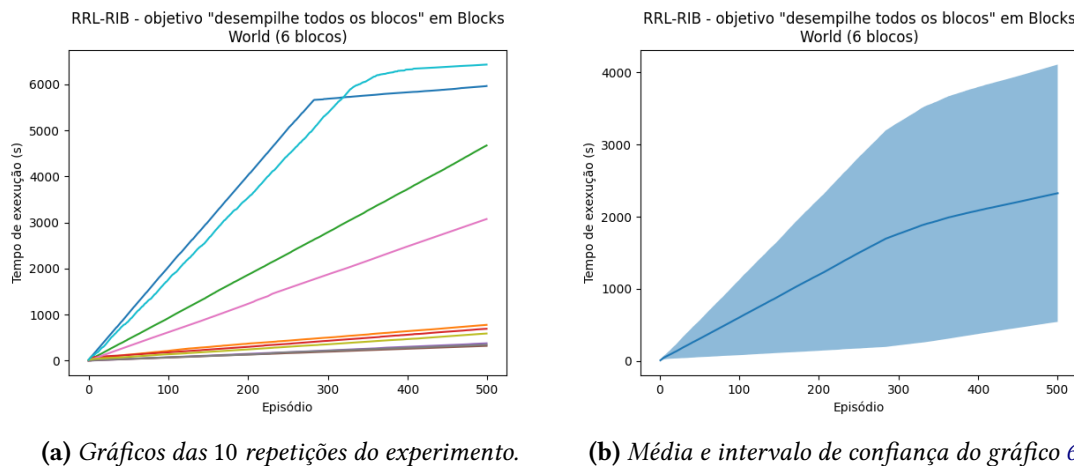 RRL-RIB - objetivo "desempilhe todos os blocos" em Blocks
World (6 blocos)
6000
5000
4000
3000
2000
1000
0
Tempo de exexução (s)
0 100 200 300 400 500
Episódio
(a) Gráficos das 10 repetições do experimento.
RRL-RIB - objetivo "desempilhe todos os blocos" em Blocks
World (6 blocos)
4000
3000
2000
1000
0
Tempo de exexução (s)
0 100 200 300 400 500
Episódio
(b) Média e intervalo de confiança do gráfico 6